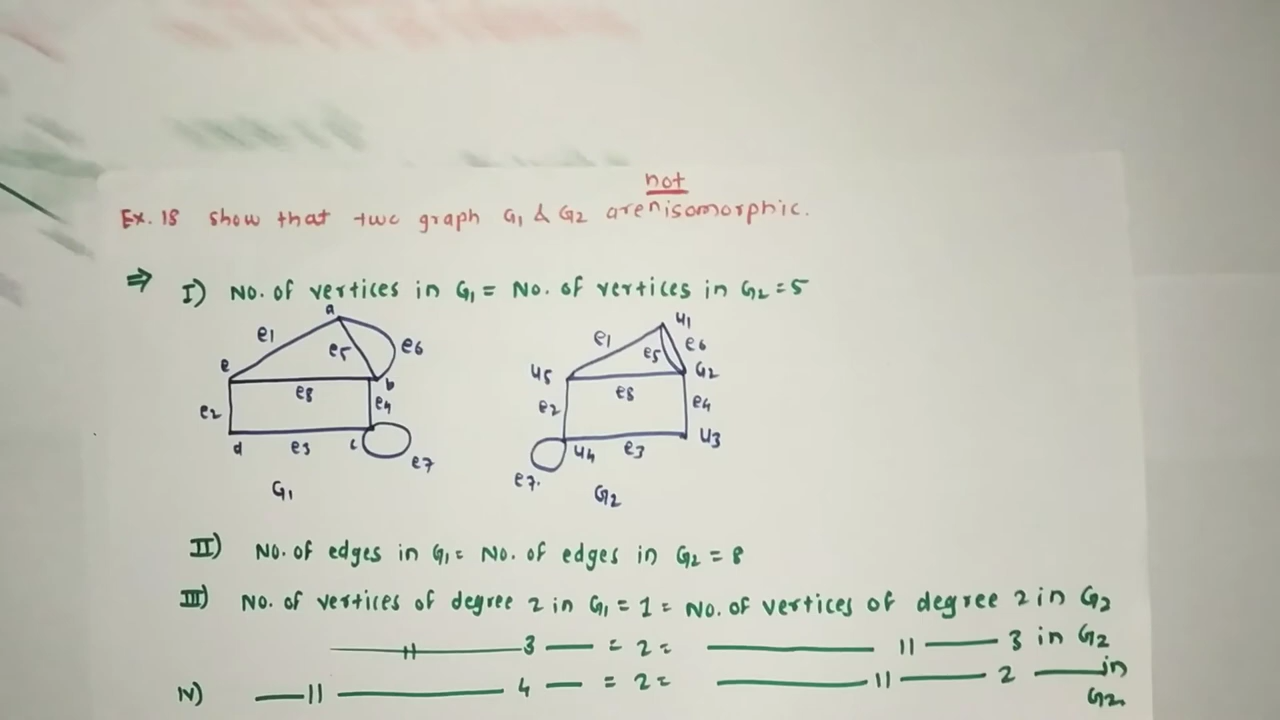 not
Ex. 18 show that two graph G1 & G2 are isomorphic.
⇒ I) No. of vertices in G1 = No. of vertices in G2 = 5
a
e1 e5 e6
e b
e8
e2 e4
d e3 c
e7
G1
u1
e1 e5 e6
u5 G2
e8
e2 e4
u4 e3 u3
e7.
G2
II) No. of edges in G1 = No. of edges in G2 = 8
III) No. of vertices of degree 2 in G1 = 1 = No. of vertices of degree 2 in G2
—— 11 —— 3 — = 2 = —— 11 —— 3 in G2
IV) — 11 —— 4 — = 2 = —— 11 —— 2 — in
G2